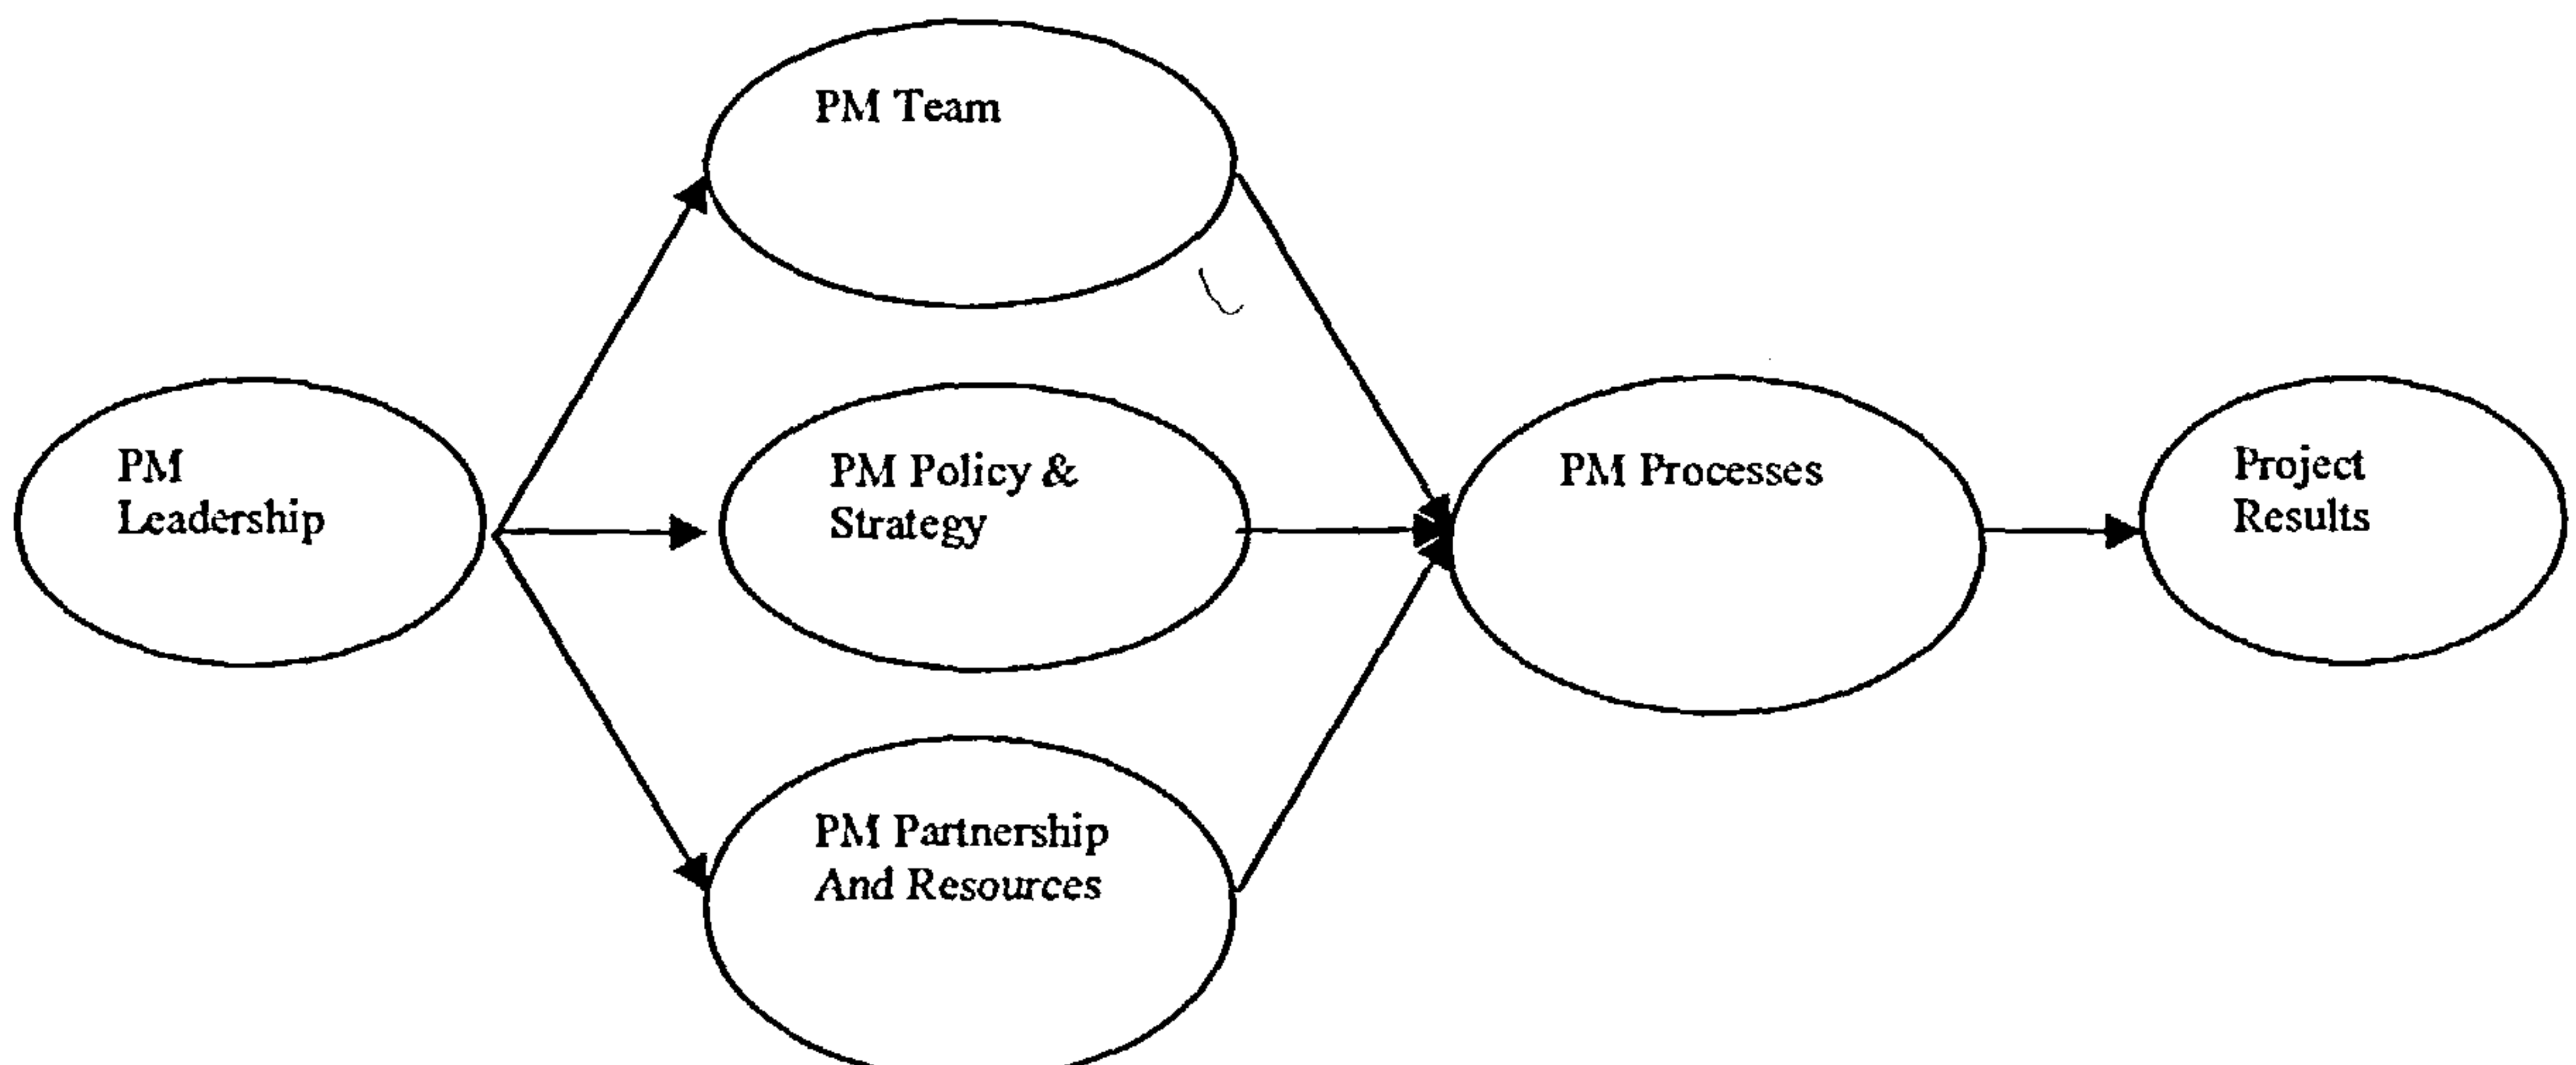 PM Team
PM
Leadership
PM Policy &
Strategy
PM Partnership
And Resources
PM Processes
Project
Results